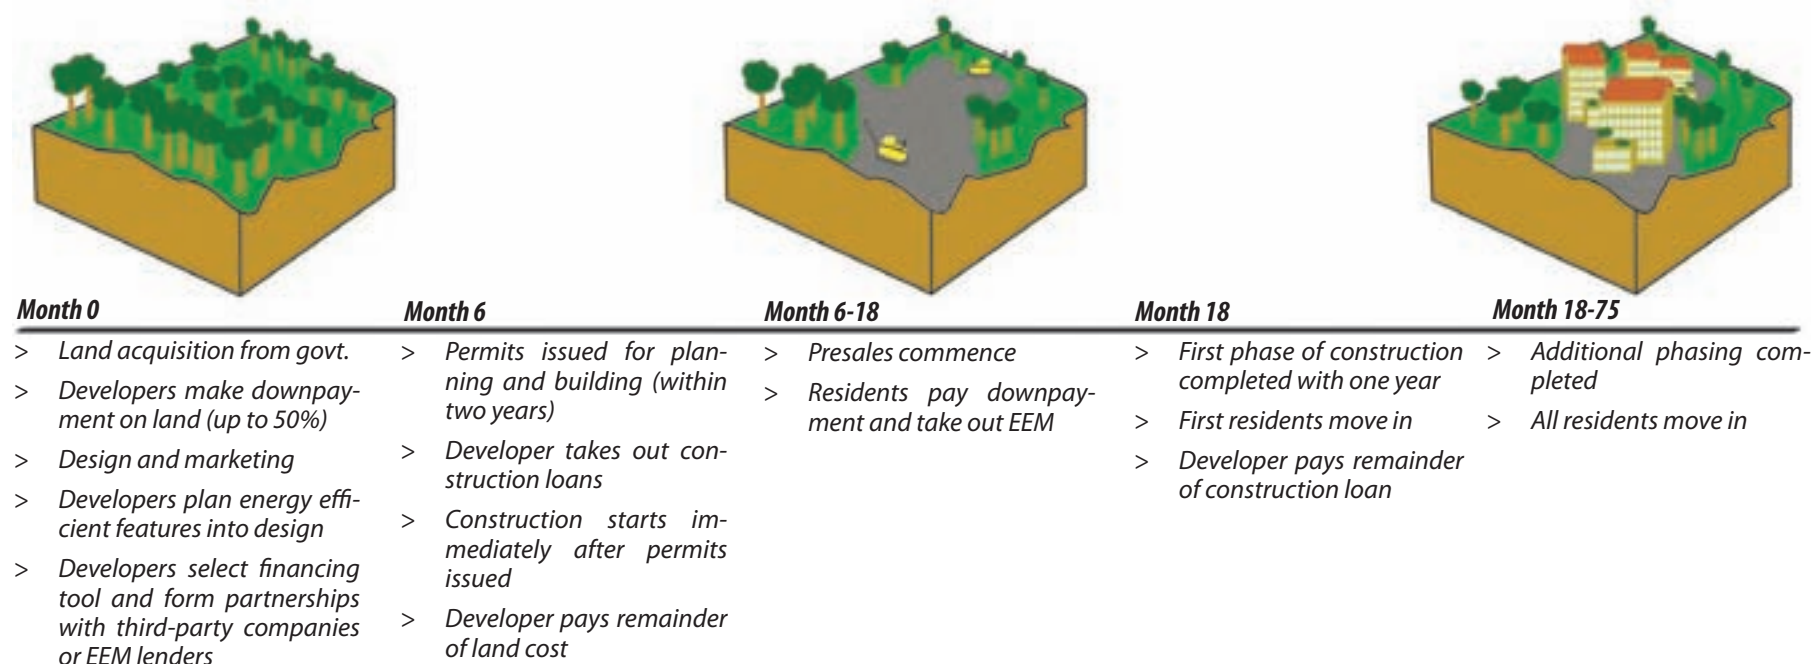 Month 0
> Land acquisition from govt.
> Developers make downpay-
ment on land (up to 50%)
> Design and marketing
> Developers plan energy effi-
cient features into design
> Developers select financing
tool and form partnerships
with third-party companies
or EEM lenders
Month 6
> Permits issued for plan-
ning and building (within
two years)
> Developer takes out con-
struction loans
> Construction starts im-
mediately after permits
issued
> Developer pays remainder
of land cost
Month 6-18
> Presales commence
> Residents pay downpay-
ment and take out EEM
Month 18
> First phase of construction
completed with one year
> First residents move in
> Developer pays remainder
of construction loan
Month 18-75
> Additional phasing com-
pleted
> All residents move in